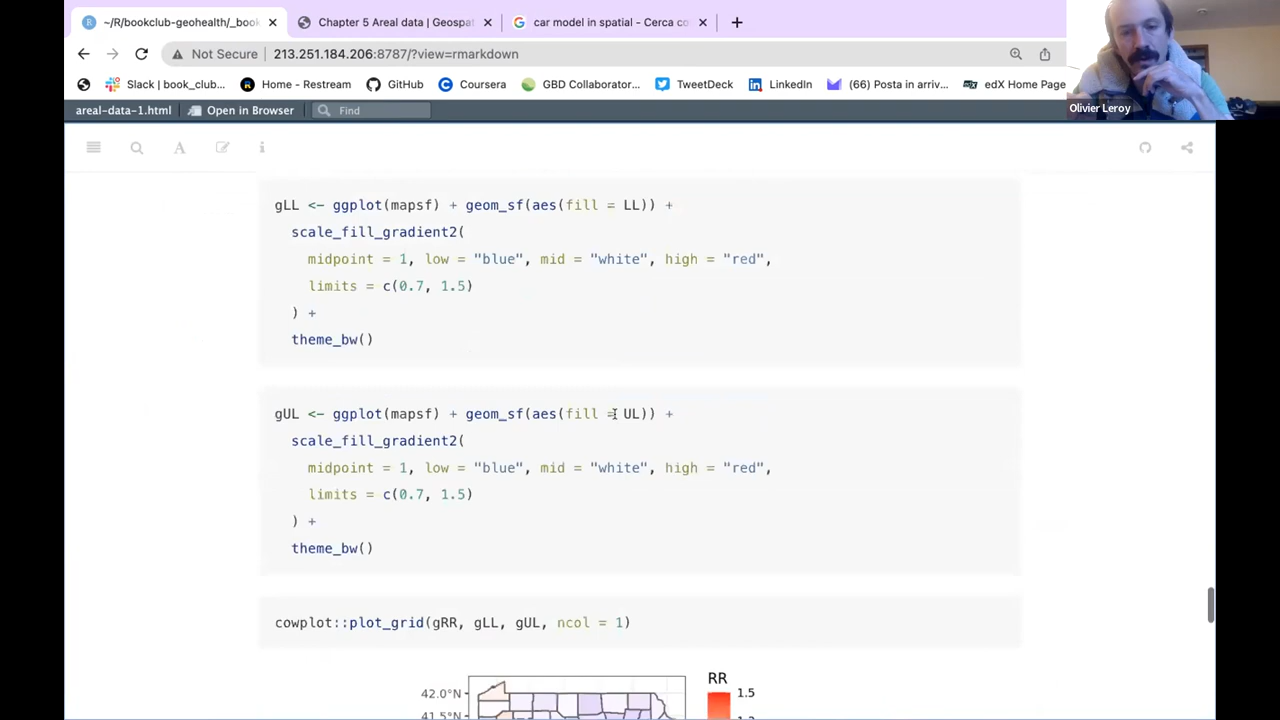 ~/R/bookclub-geohealth/_book
Chapter 5 Areal data | Geospat
car model in spatial - Cerca co
Not Secure | 213.251.184.206:8787/?view=rmarkdown
Slack | book_club...
Home - Restream
GitHub
Coursera
GBD Collaborator...
TweetDeck
LinkedIn
(66) Posta in arriv...
edX Home Page
Olivier Leroy
areal-data-1.html
Open in Browser
Find
gLL <- ggplot(mapsf) + geom_sf(aes(fill = LL)) +
scale_fill_gradient2(
midpoint = 1, low = "blue", mid = "white", high = "red",
limits = c(0.7, 1.5)
) +
theme_bw()
gUL <- ggplot(mapsf) + geom_sf(aes(fill = UL)) +
scale_fill_gradient2(
midpoint = 1, low = "blue", mid = "white", high = "red",
limits = c(0.7, 1.5)
) +
theme_bw()
cowplot::plot_grid(gRR, gLL, gUL, ncol = 1)
RR
42.0°N
1.5
41.5°N